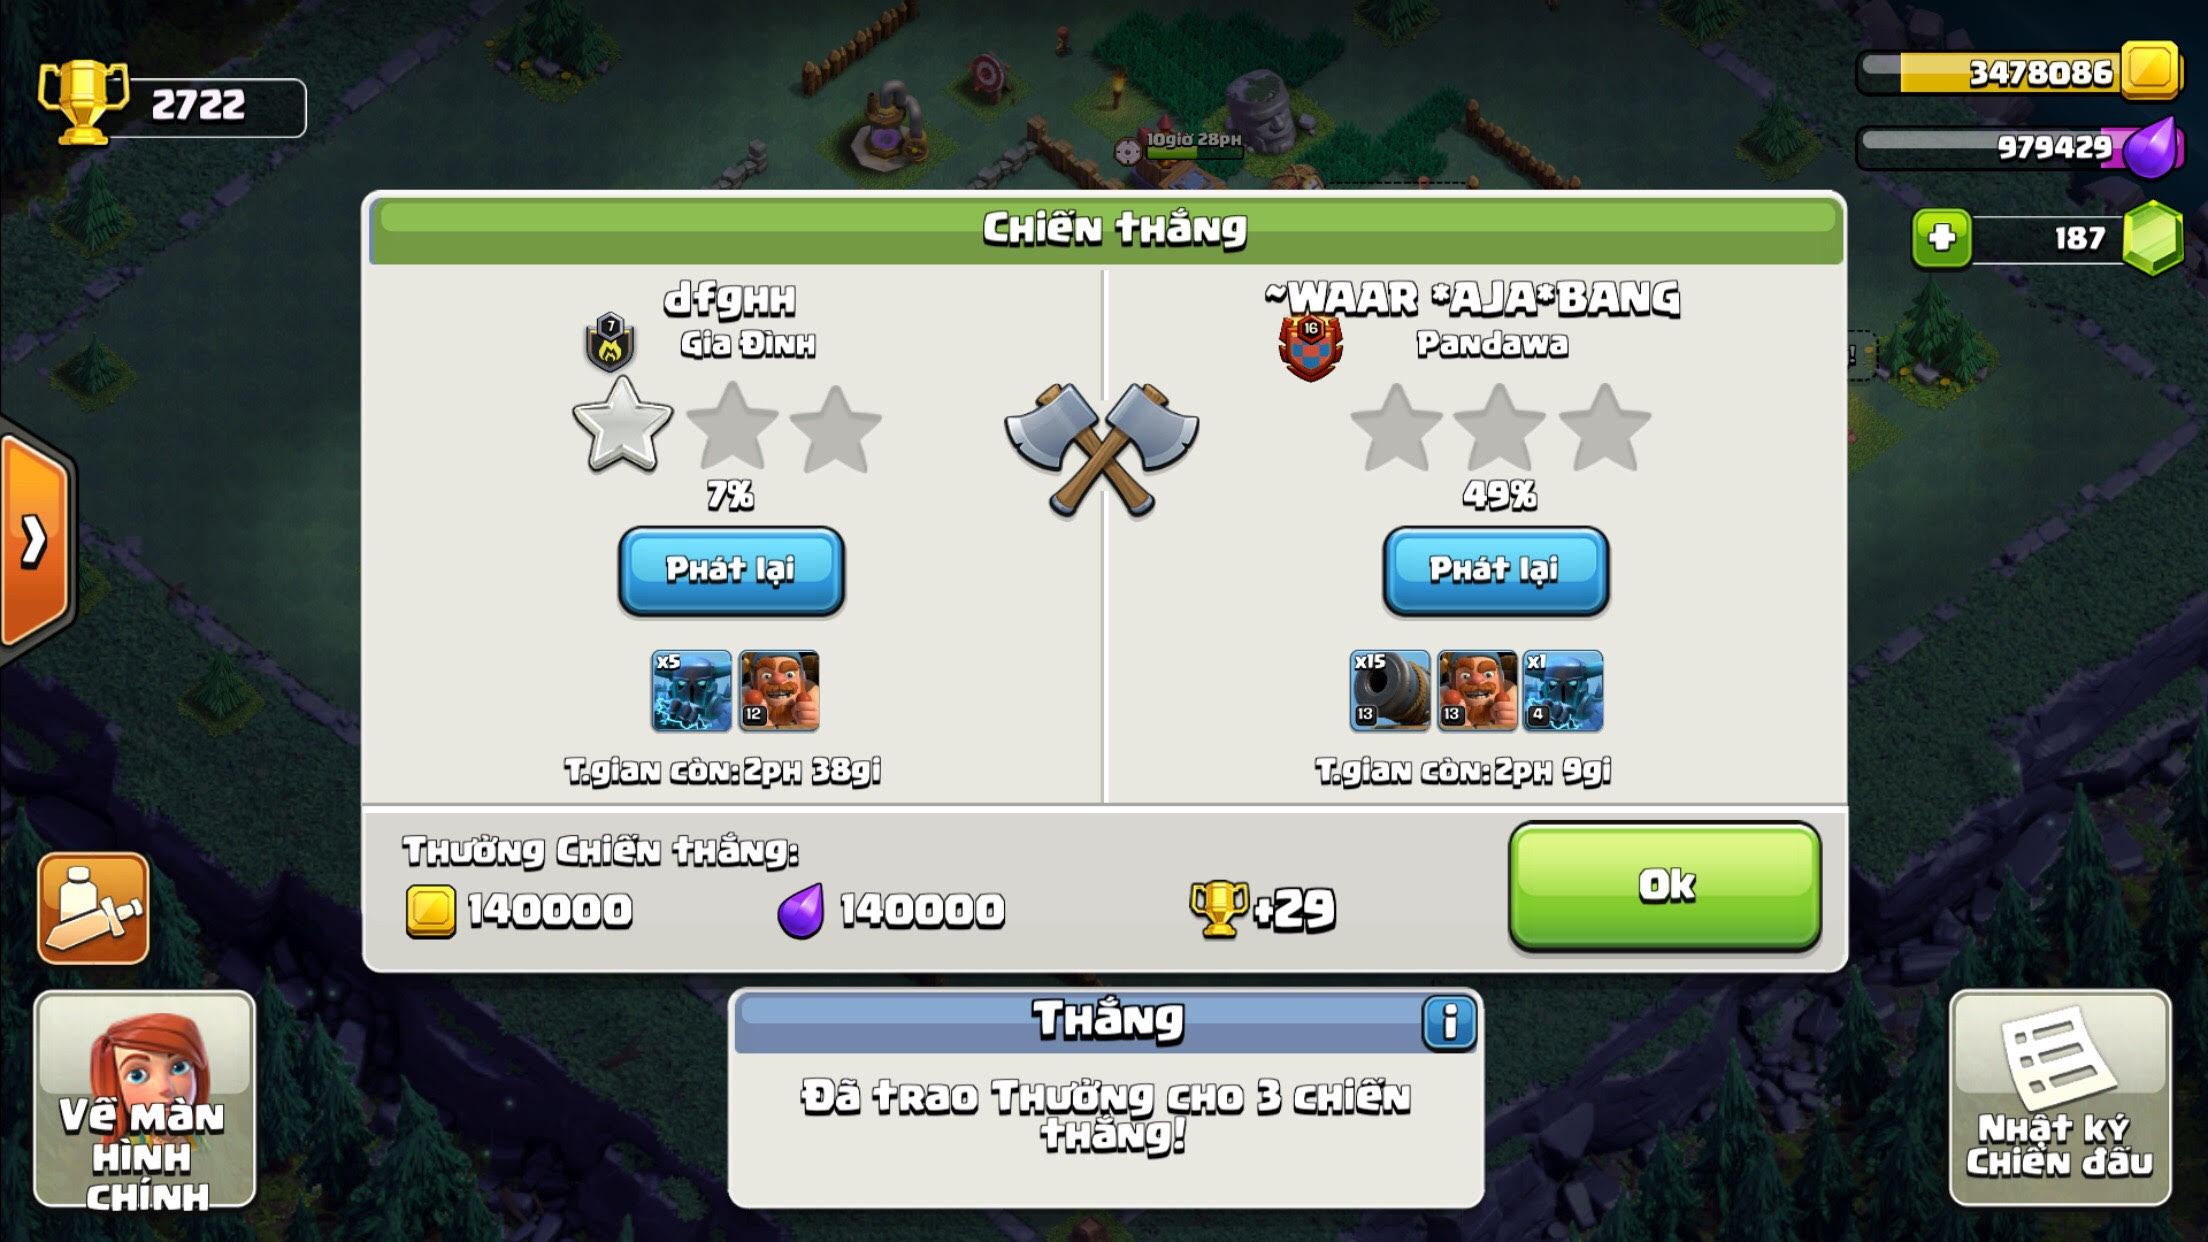 2722
3478086
979429
187
10giờ 28ph
Chiến thắng
dfghh
7
Gia Đình
7%
Phát lại
x5
12
T.gian còn:2ph 38gi
~WAAR *AJA*BANG
16
Pandawa
49%
Phát lại
x15
13
13
x1
4
T.gian còn:2ph 9gi
Thưởng Chiến thắng:
140000
140000
+29
Ok
Thắng
i
Đã trao Thưởng cho 3 chiến
thắng!
Về màn
hình
chính
Nhật ký
Chiến đấu